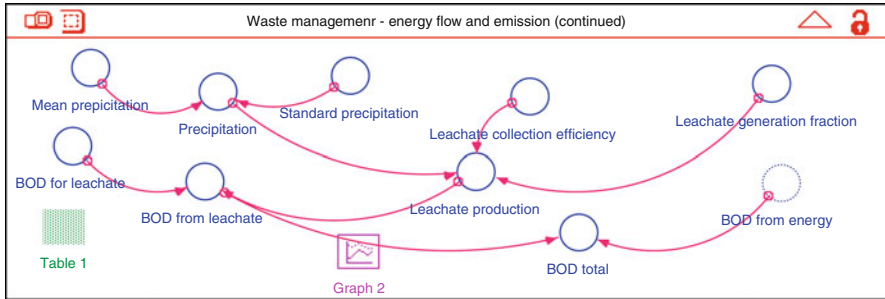 Waste managemenr - energy flow and emission (continued)
Mean prepicitation
Precipitation
Standard precipitation
Leachate collection efficiency
Leachate generation fraction
BOD for leachate
BOD from leachate
Leachate production
BOD from energy
Table 1
Graph 2
BOD total